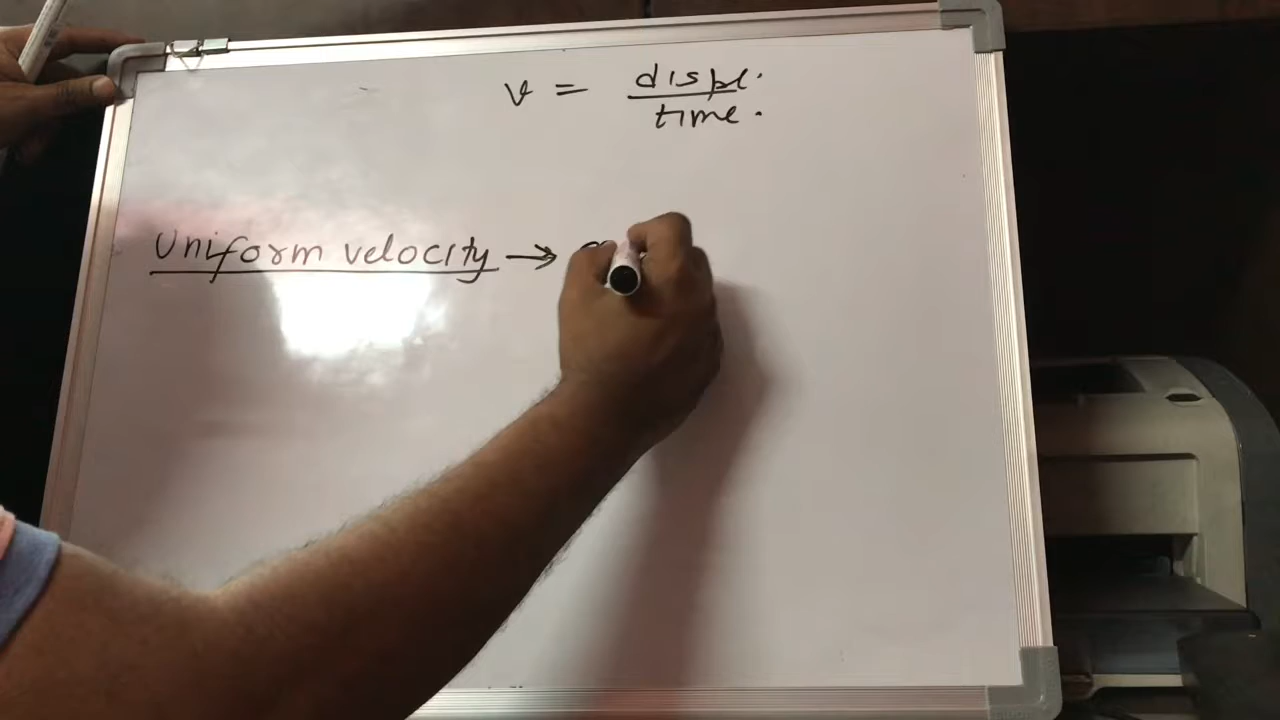 v = displ.
time.
Uniform velocity →